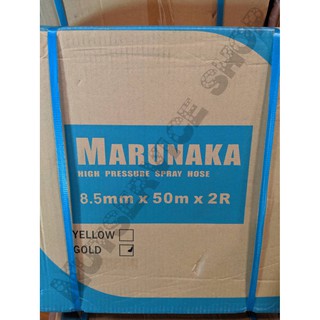 MARUNAKA
HIGH PRESSURE SPRAY HOSE
8.5mm x 50m x 2R
YELLOW
GOLD